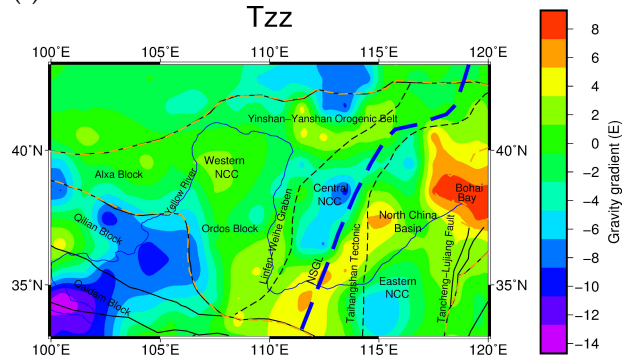 Tzz
100°E 105°E 110°E 115°E 120°E
40°N 40°N
35°N 35°N
100°E 105°E 110°E 115°E 120°E
Yinshan–Yanshan Orogenic Belt
Alxa Block
Western
NCC
Yellow River
Central
NCC
Bohai
Bay
Qilian Block
Ordos Block
Linfen–Weihe Graben
North China
Basin
NSGL
Taihangshan Tectonic
Tancheng–Lujiang Fault
Qaidam Block
Eastern
NCC
8
6
4
2
0
−2
−4
−6
−8
−10
−12
−14
Gravity gradient (E)